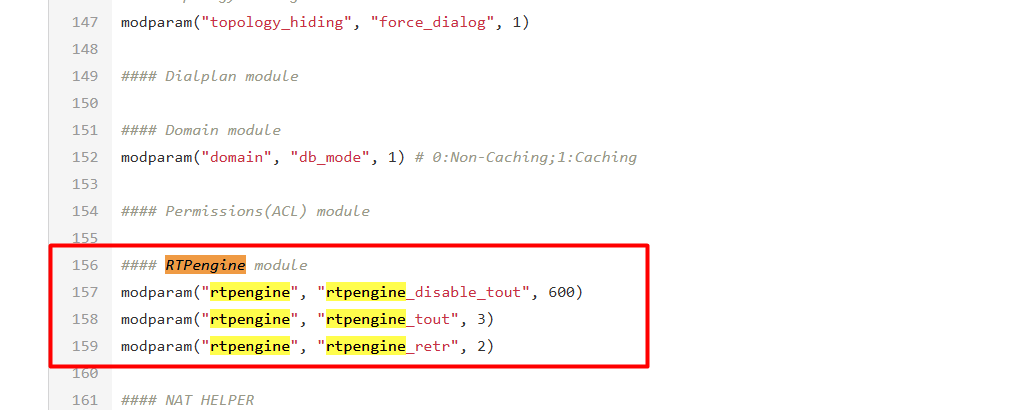 147 modparam("topology_hiding", "force_dialog", 1)
148
149 #### Dialplan module
150
151 #### Domain module
152 modparam("domain", "db_mode", 1) # 0:Non-Caching;1:Caching
153
154 #### Permissions(ACL) module
155
156 #### RTPengine module
157 modparam("rtpengine", "rtpengine_disable_tout", 600)
158 modparam("rtpengine", "rtpengine_tout", 3)
159 modparam("rtpengine", "rtpengine_retr", 2)
160
161 #### NAT HELPER